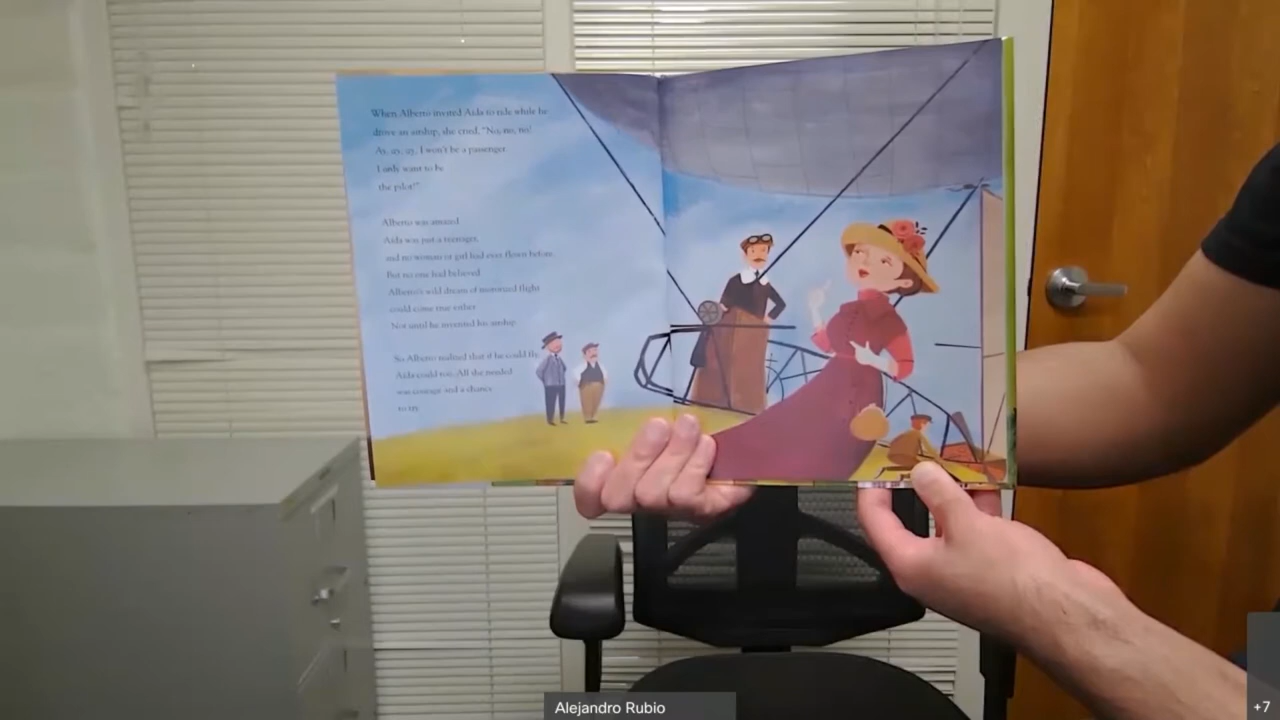 When Alberto invited Aída to ride while he
drove an airship, she cried, "No, no, no!
Ay, ay, ay, I won't be a passenger.
I only want to be
the pilot!"
Alberto was amazed.
Aída was just a teenager,
and no woman or girl had ever flown before.
But no one had believed
Alberto's wild dream of motorized flight
could come true either.
Not until he invented his airship.
So Alberto realized that if he could fly,
Aída could too. All she needed
was courage and a chance
to try.
Alejandro Rubio
+7